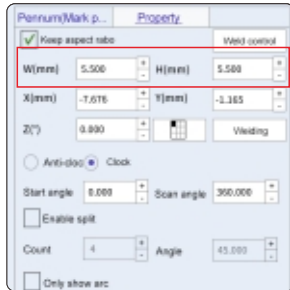 Pennum(Mark p... Property
Keep aspect ratio Weld control
W(mm) 5.500 H(mm) 5.500
X(mm) -7.676 Y(mm) -1.165
Z(°) 0.000 Welding
Anti-cloc Clock
Start angle 0.000 Scan angle 360.000
Enable split
Count 4 Angle 45.000
Only show arc